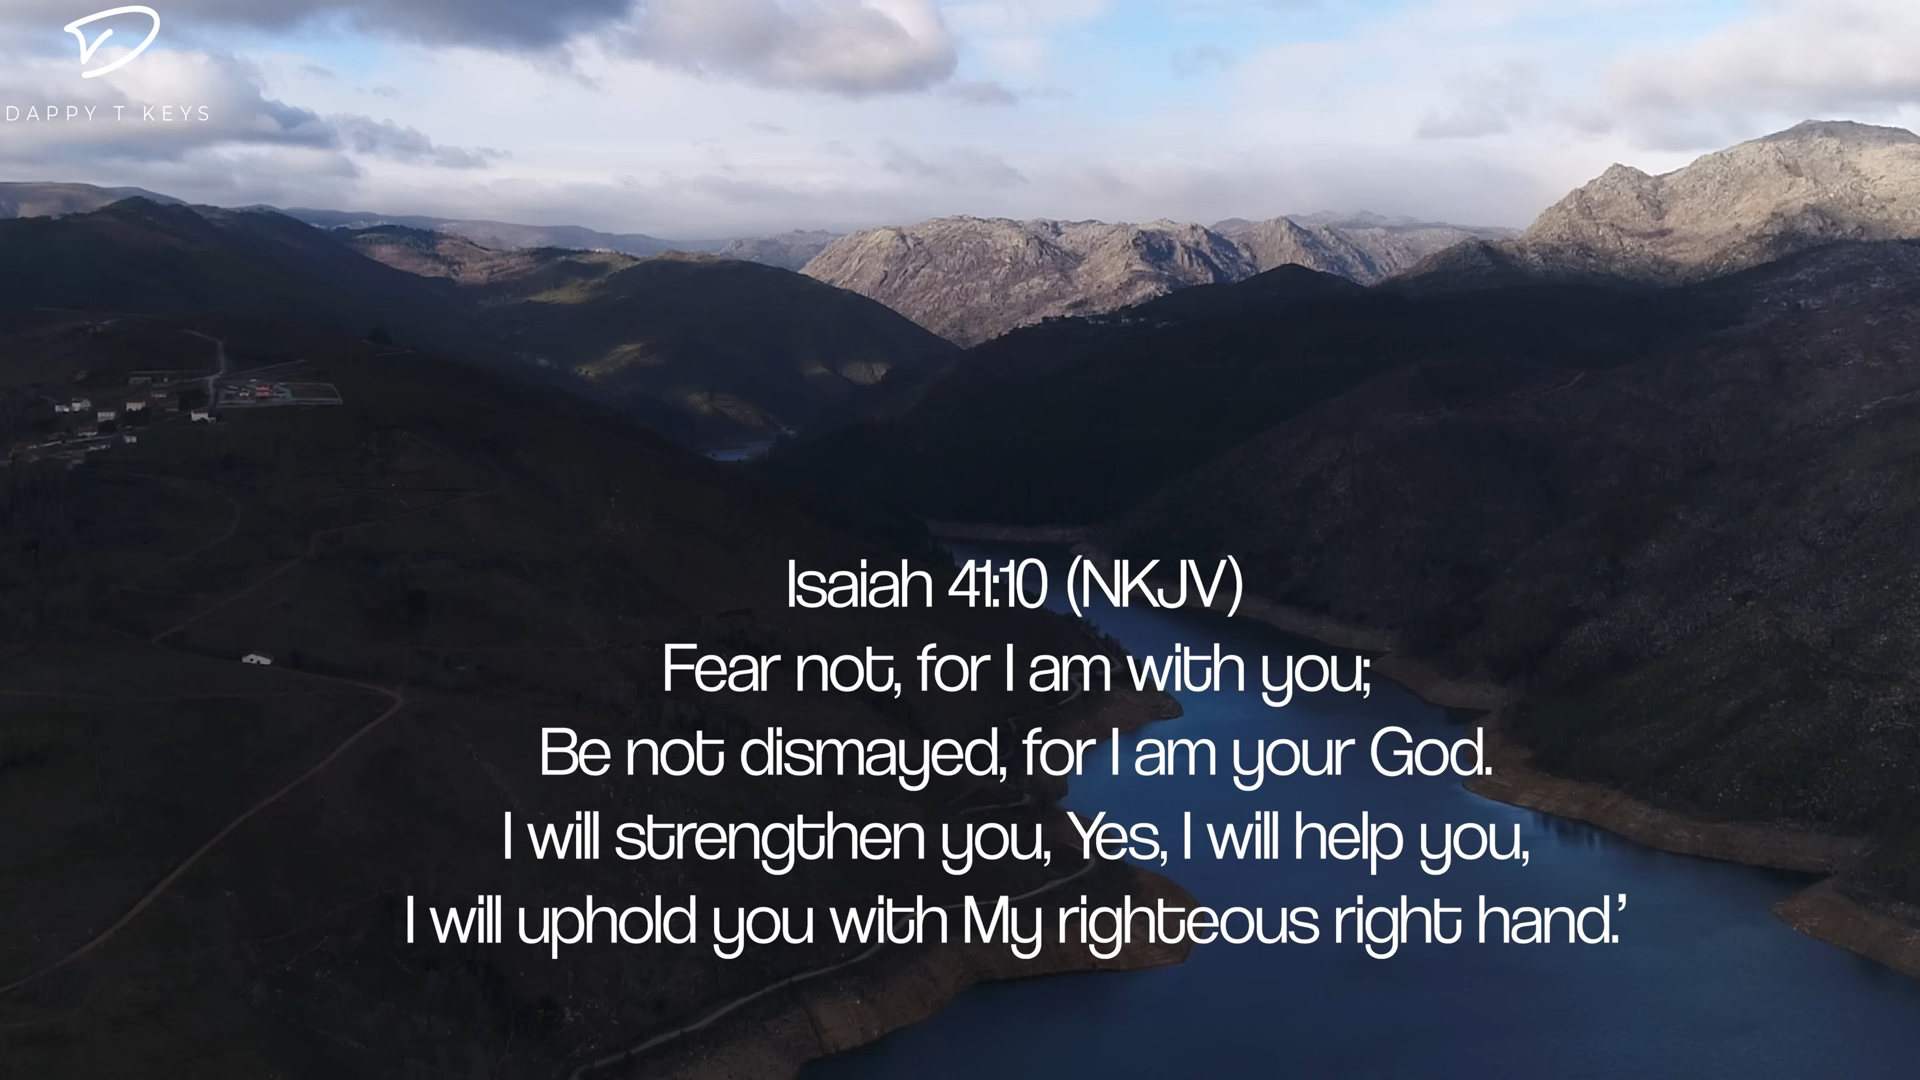 DAPPY T KEYS
Isaiah 41:10 (NKJV)
Fear not, for I am with you;
Be not dismayed, for I am your God.
I will strengthen you, Yes, I will help you,
I will uphold you with My righteous right hand.’